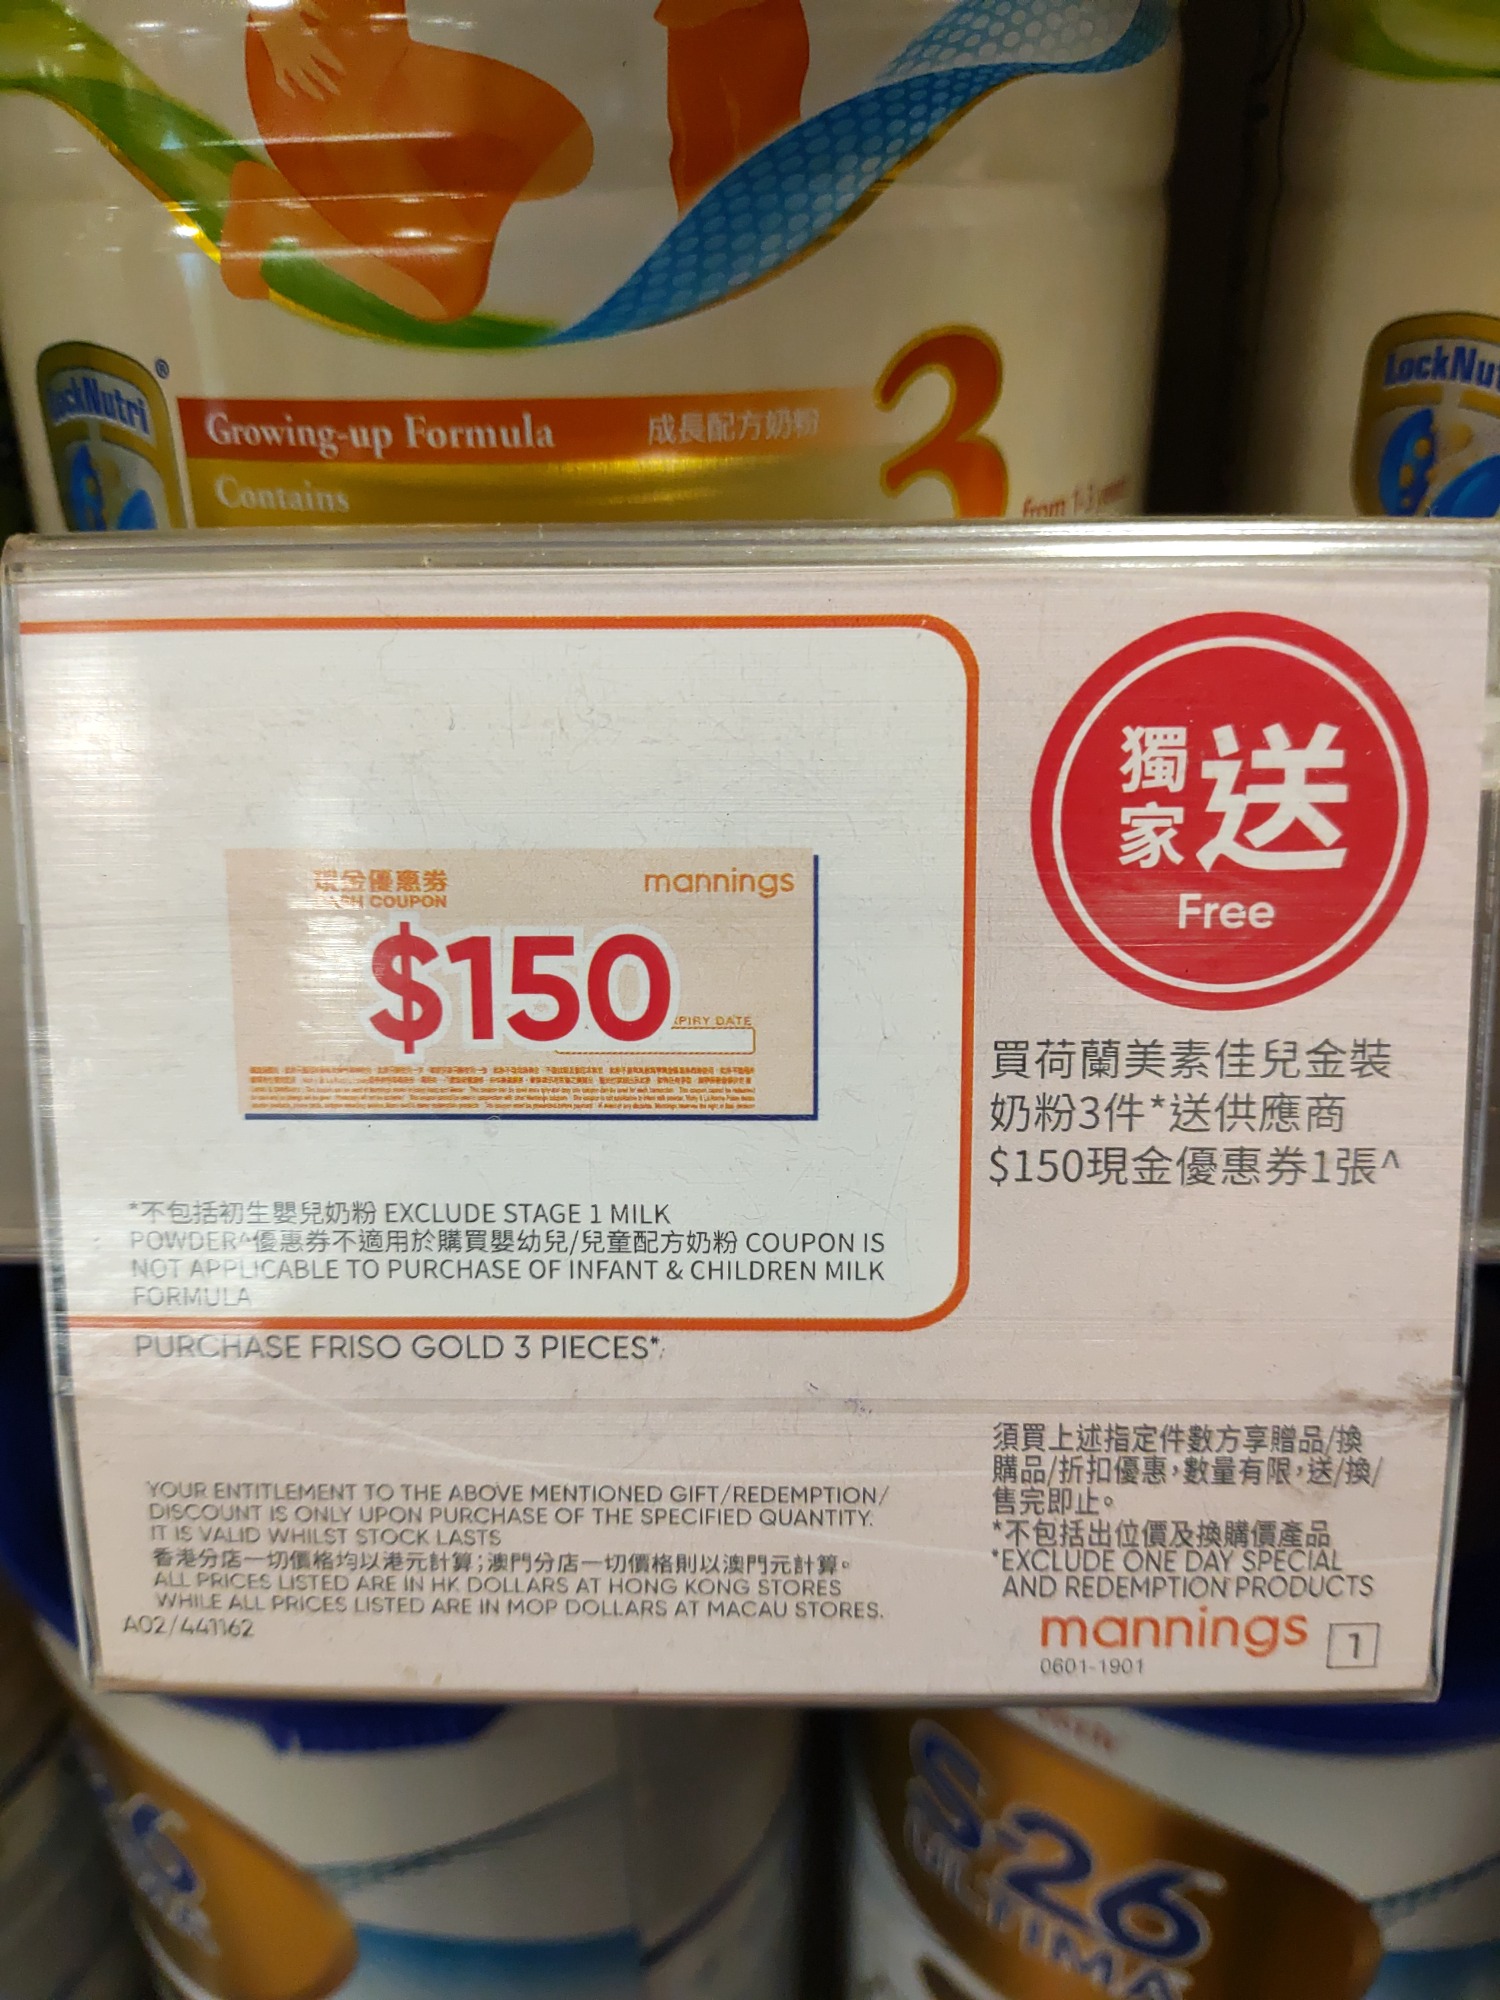 LockNutri®
Growing-up Formula 成長配方奶粉
3
Contains
from 1-3
LockNu
獨家送
Free
現金優惠券
CASH COUPON
mannings
$150
EXPIRY DATE
買荷蘭美素佳兒金裝
奶粉3件*送供應商
$150現金優惠券1張^
*不包括初生嬰兒奶粉 EXCLUDE STAGE 1 MILK
POWDER^優惠券不適用於購買嬰幼兒/兒童配方奶粉 COUPON IS
NOT APPLICABLE TO PURCHASE OF INFANT & CHILDREN MILK
FORMULA
PURCHASE FRISO GOLD 3 PIECES*
須買上述指定件數方享贈品/換
購品/折扣優惠,數量有限,送/換/
售完即止。
*不包括出位價及換購價產品
*EXCLUDE ONE DAY SPECIAL
AND REDEMPTION PRODUCTS
YOUR ENTITLEMENT TO THE ABOVE MENTIONED GIFT/REDEMPTION/
DISCOUNT IS ONLY UPON PURCHASE OF THE SPECIFIED QUANTITY.
IT IS VALID WHILST STOCK LASTS
香港分店一切價格均以港元計算;澳門分店一切價格則以澳門元計算。
ALL PRICES LISTED ARE IN HK DOLLARS AT HONG KONG STORES
WHILE ALL PRICES LISTED ARE IN MOP DOLLARS AT MACAU STORES.
A02/441162
mannings 1
0601-1901
S-26
ULTIMA